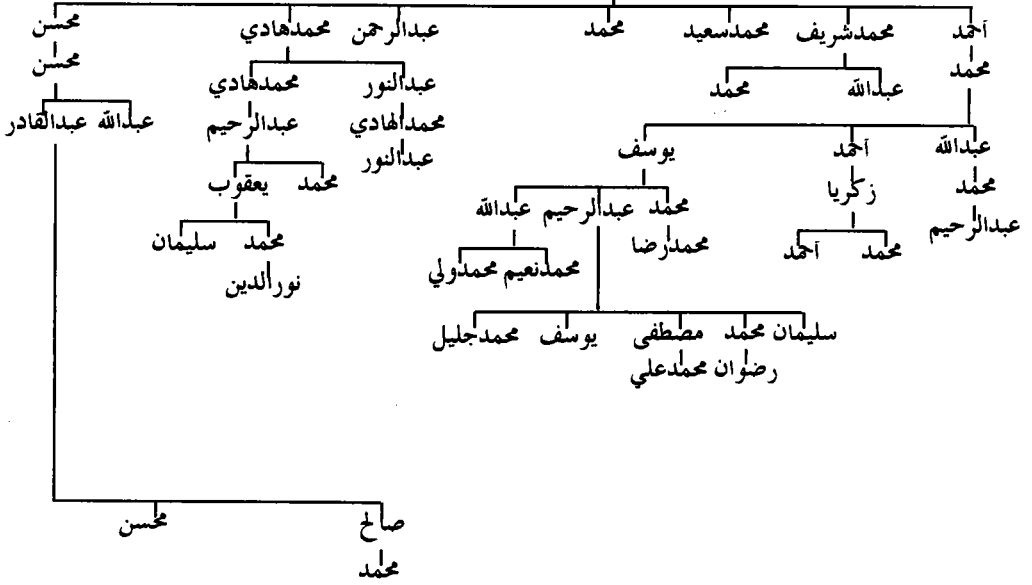 أحمد محمدشريف محمدسعيد محمد عبدالرحمن محمدهادي محسن
محمد محسن
عبدالله محمد عبدالنور محمدهادي
عبدالله أحمد يوسف محمدالهادي عبدالرحيم عبدالله عبدالقادر
عبدالنور
محمد زكريا محمد يعقوب
محمد عبدالرحيم عبدالله
عبدالرحيم
محمد أحمد محمدرضا محمد سليمان
محمدنعيم محمدولي
نورالدين
سليمان محمد مصطفى يوسف محمدجليل
رضوان محمدعلي
صالح محسن
محمد